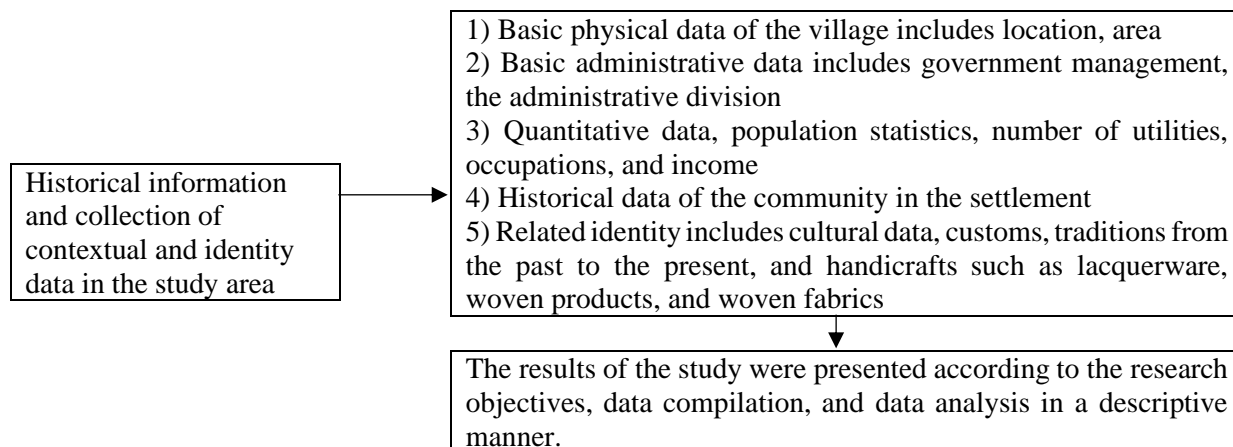 Historical information
and collection of
contextual and identity
data in the study area
1) Basic physical data of the village includes location, area
2) Basic administrative data includes government management,
the administrative division
3) Quantitative data, population statistics, number of utilities,
occupations, and income
4) Historical data of the community in the settlement
5) Related identity includes cultural data, customs, traditions from
the past to the present, and handicrafts such as lacquerware,
woven products, and woven fabrics
The results of the study were presented according to the research
objectives, data compilation, and data analysis in a descriptive
manner.